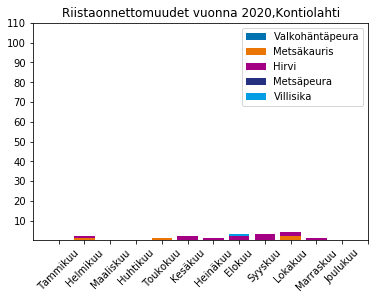 Riistaonnettomuudet vuonna 2020,Kontiolahti
110
100
90
80
70
60
50
40
30
20
10
Valkohäntäpeura
Metsäkauris
Hirvi
Metsäpeura
Villisika
Tammikuu
Helmikuu
Maaliskuu
Huhtikuu
Toukokuu
Kesäkuu
Heinäkuu
Elokuu
Syyskuu
Lokakuu
Marraskuu
Joulukuu